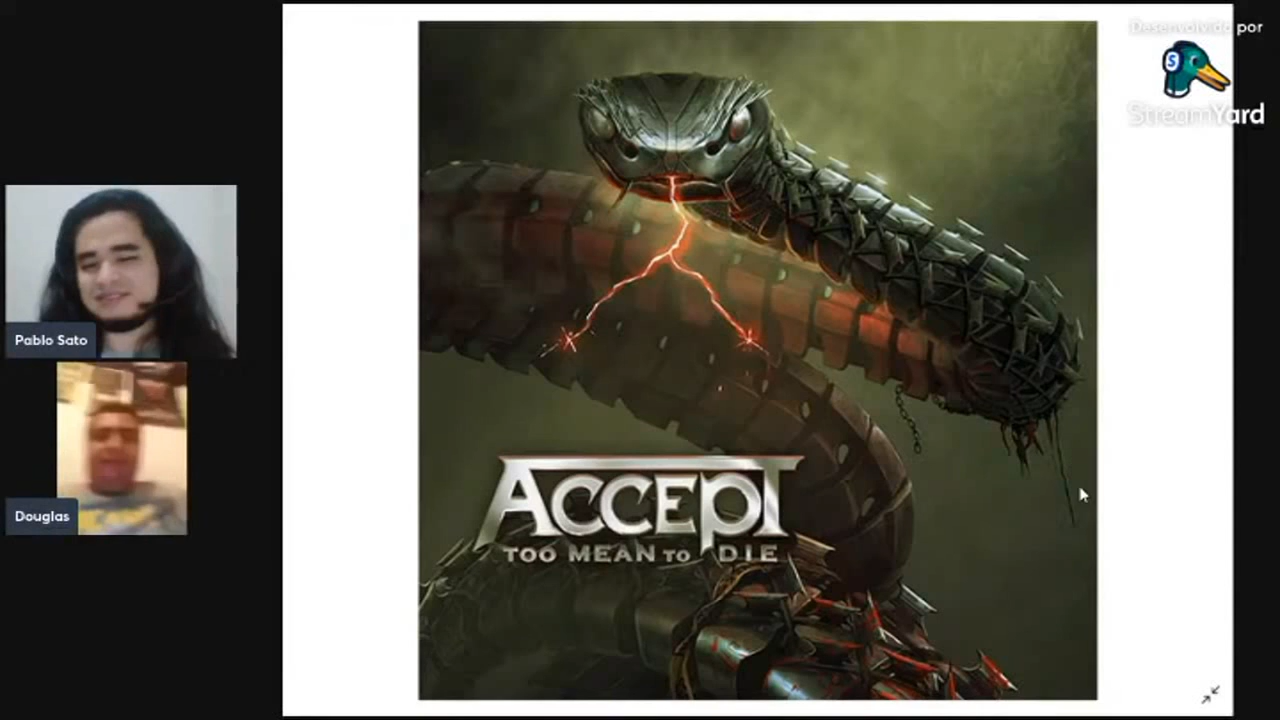 Desenvolvido por
S
StreamYard
Pablo Sato
Douglas
ACCEPT
TOO MEAN TO DIE